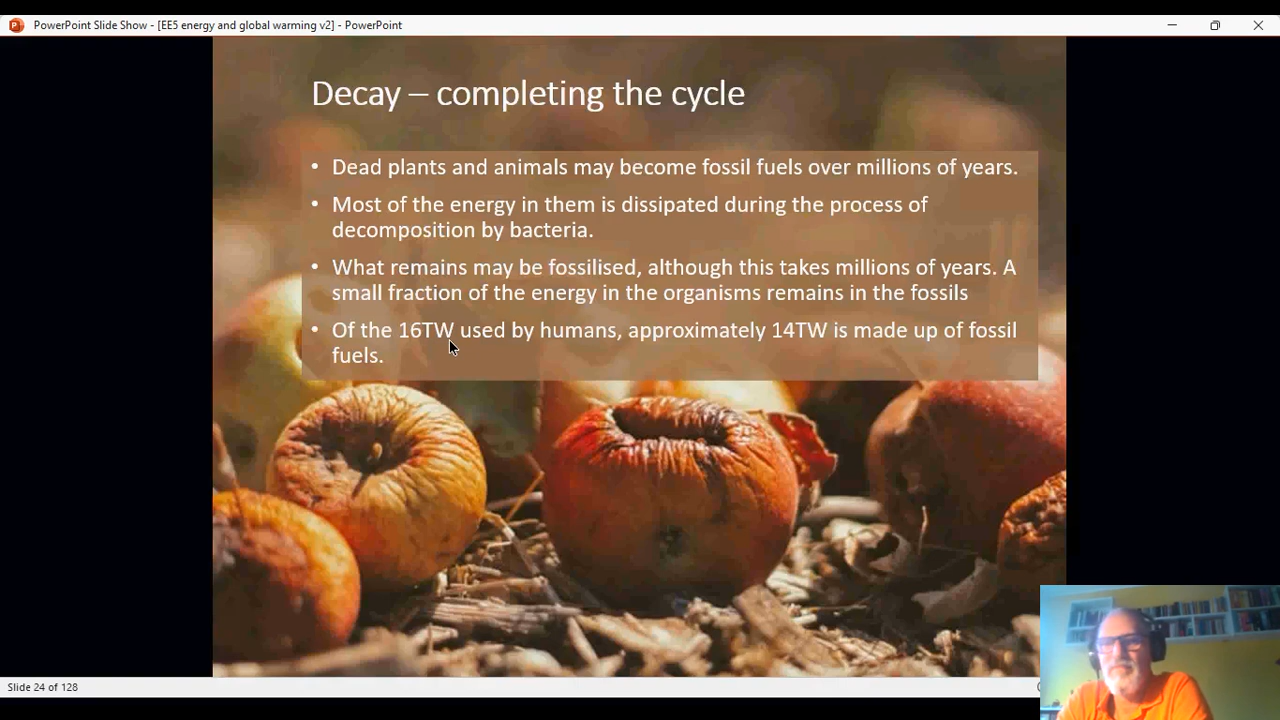 PowerPoint Slide Show - [EE5 energy and global warming v2] - PowerPoint
Decay – completing the cycle
• Dead plants and animals may become fossil fuels over millions of years.
• Most of the energy in them is dissipated during the process of
decomposition by bacteria.
• What remains may be fossilised, although this takes millions of years. A
small fraction of the energy in the organisms remains in the fossils
• Of the 16TW used by humans, approximately 14TW is made up of fossil
fuels.
Slide 24 of 128